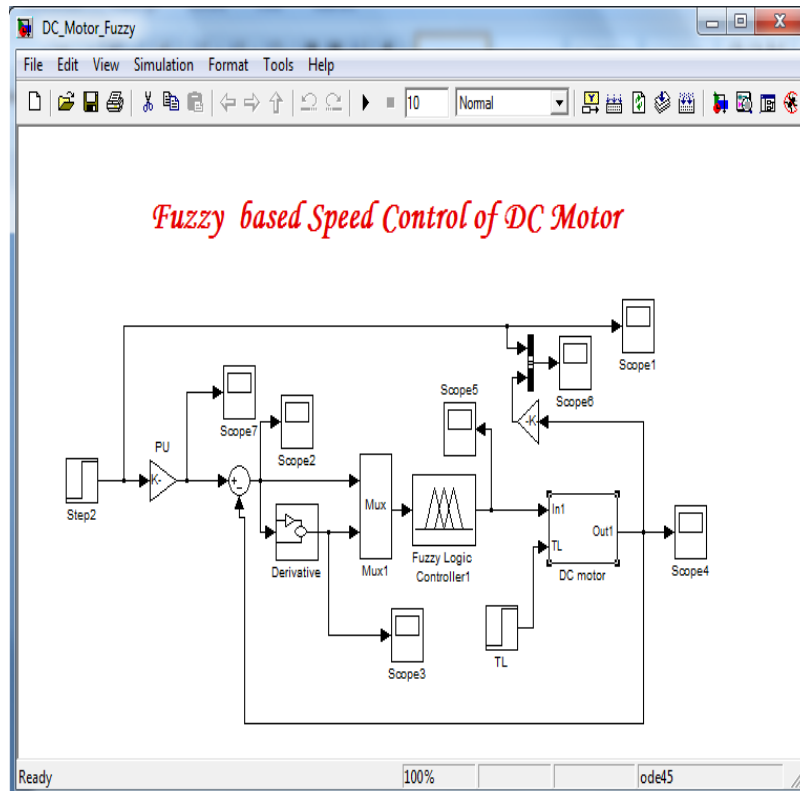 DC_Motor_Fuzzy
File Edit View Simulation Format Tools Help
10 Normal
Fuzzy based Speed Control of DC Motor
Scope1
Scope6
Scope5
-K-
Scope7
Scope2
PU
K-
Step2
Mux
In1
Out1
TL
Derivative
Mux1
Fuzzy Logic
Controller1
DC motor
Scope4
TL
Scope3
Ready 100% ode45